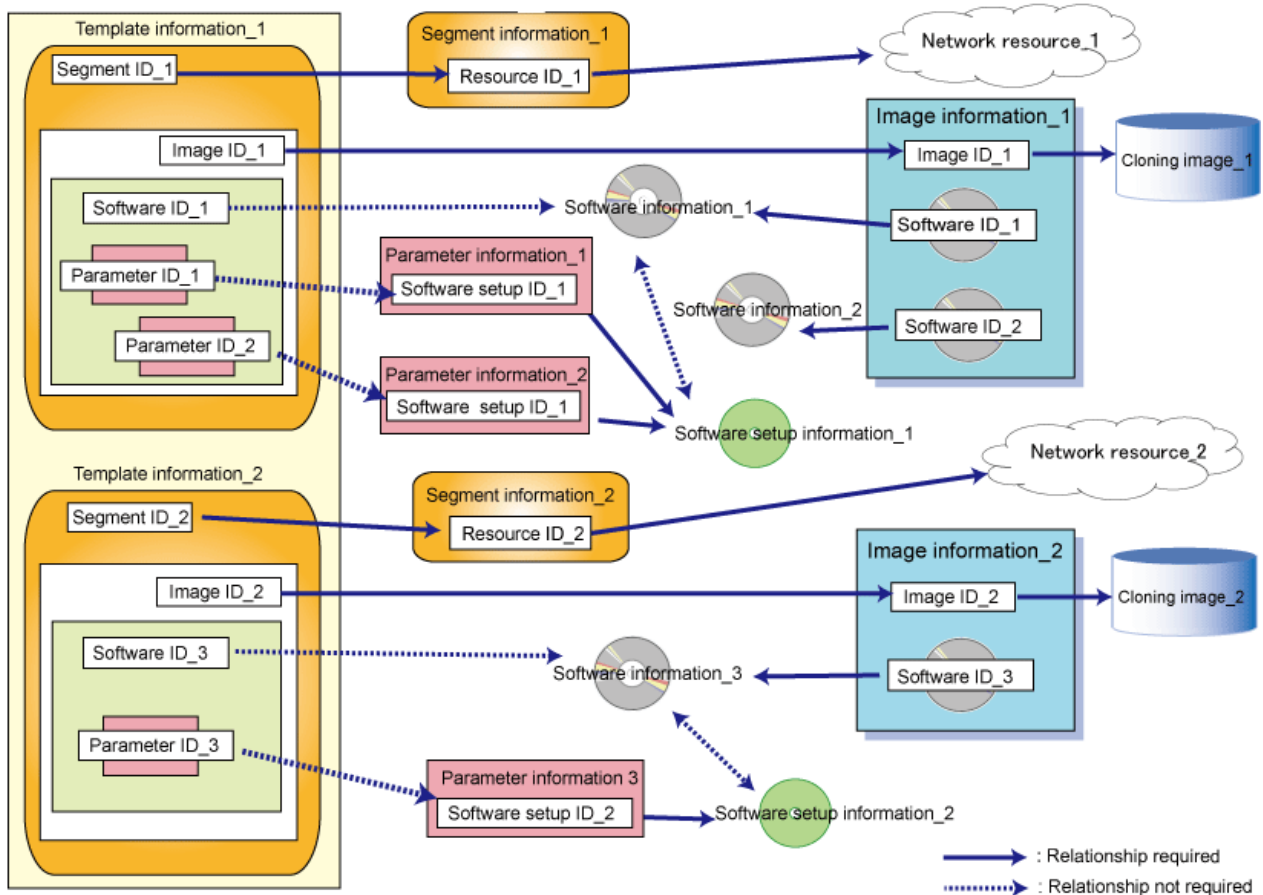 Template information_1
Segment ID_1
Image ID_1
Software ID_1
Parameter ID_1
Parameter ID_2
Segment information_1
Resource ID_1
Network resource_1
Image information_1
Image ID_1
Cloning image_1
Software ID_1
Software ID_2
Software information_1
Parameter information_1
Software setup ID_1
Software information_2
Parameter information_2
Software setup ID_1
Software setup information_1
Template information_2
Segment ID_2
Image ID_2
Software ID_3
Parameter ID_3
Segment information_2
Resource ID_2
Network resource_2
Image information_2
Image ID_2
Cloning image_2
Software ID_3
Software information_3
Parameter information 3
Software setup ID_2
Software setup information_2
: Relationship required
: Relationship not required